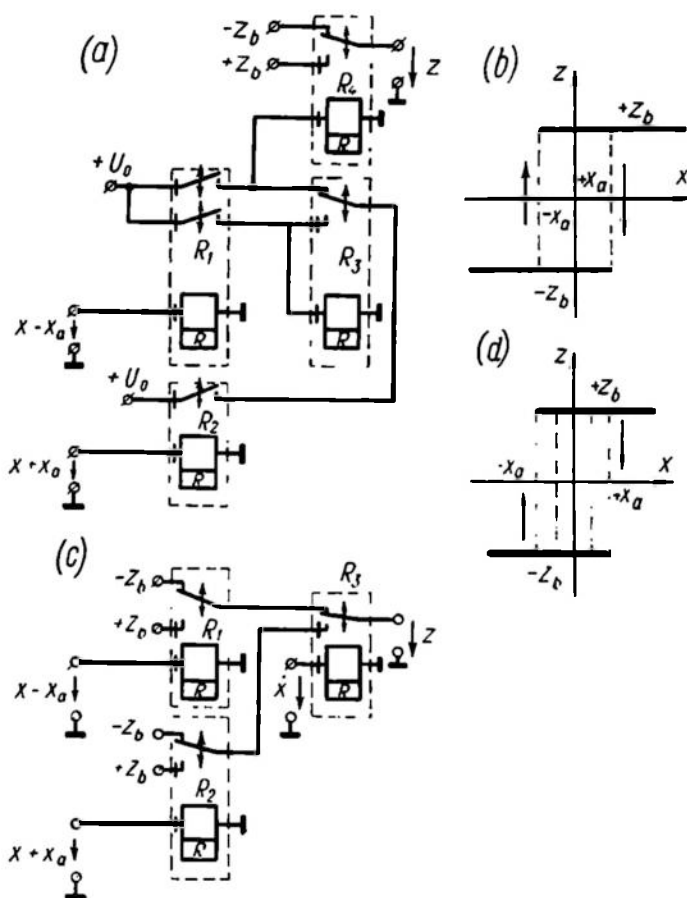 (a)
-Z_b
+Z_b
Z
R_4
R
+U_0
R_1
R_3
R
R
X - X_a
+U_0
R_2
R
X + X_a
(b)
Z
+Z_b
X
+X_a
-X_a
-Z_b
(d)
Z
+Z_b
-X_a
X
+X_a
-Z_b
(c)
-Z_b
R_3
+Z_b
R_1
Z
R
X
R
X - X_a
-Z_b
+Z_b
R_2
R
X + X_a